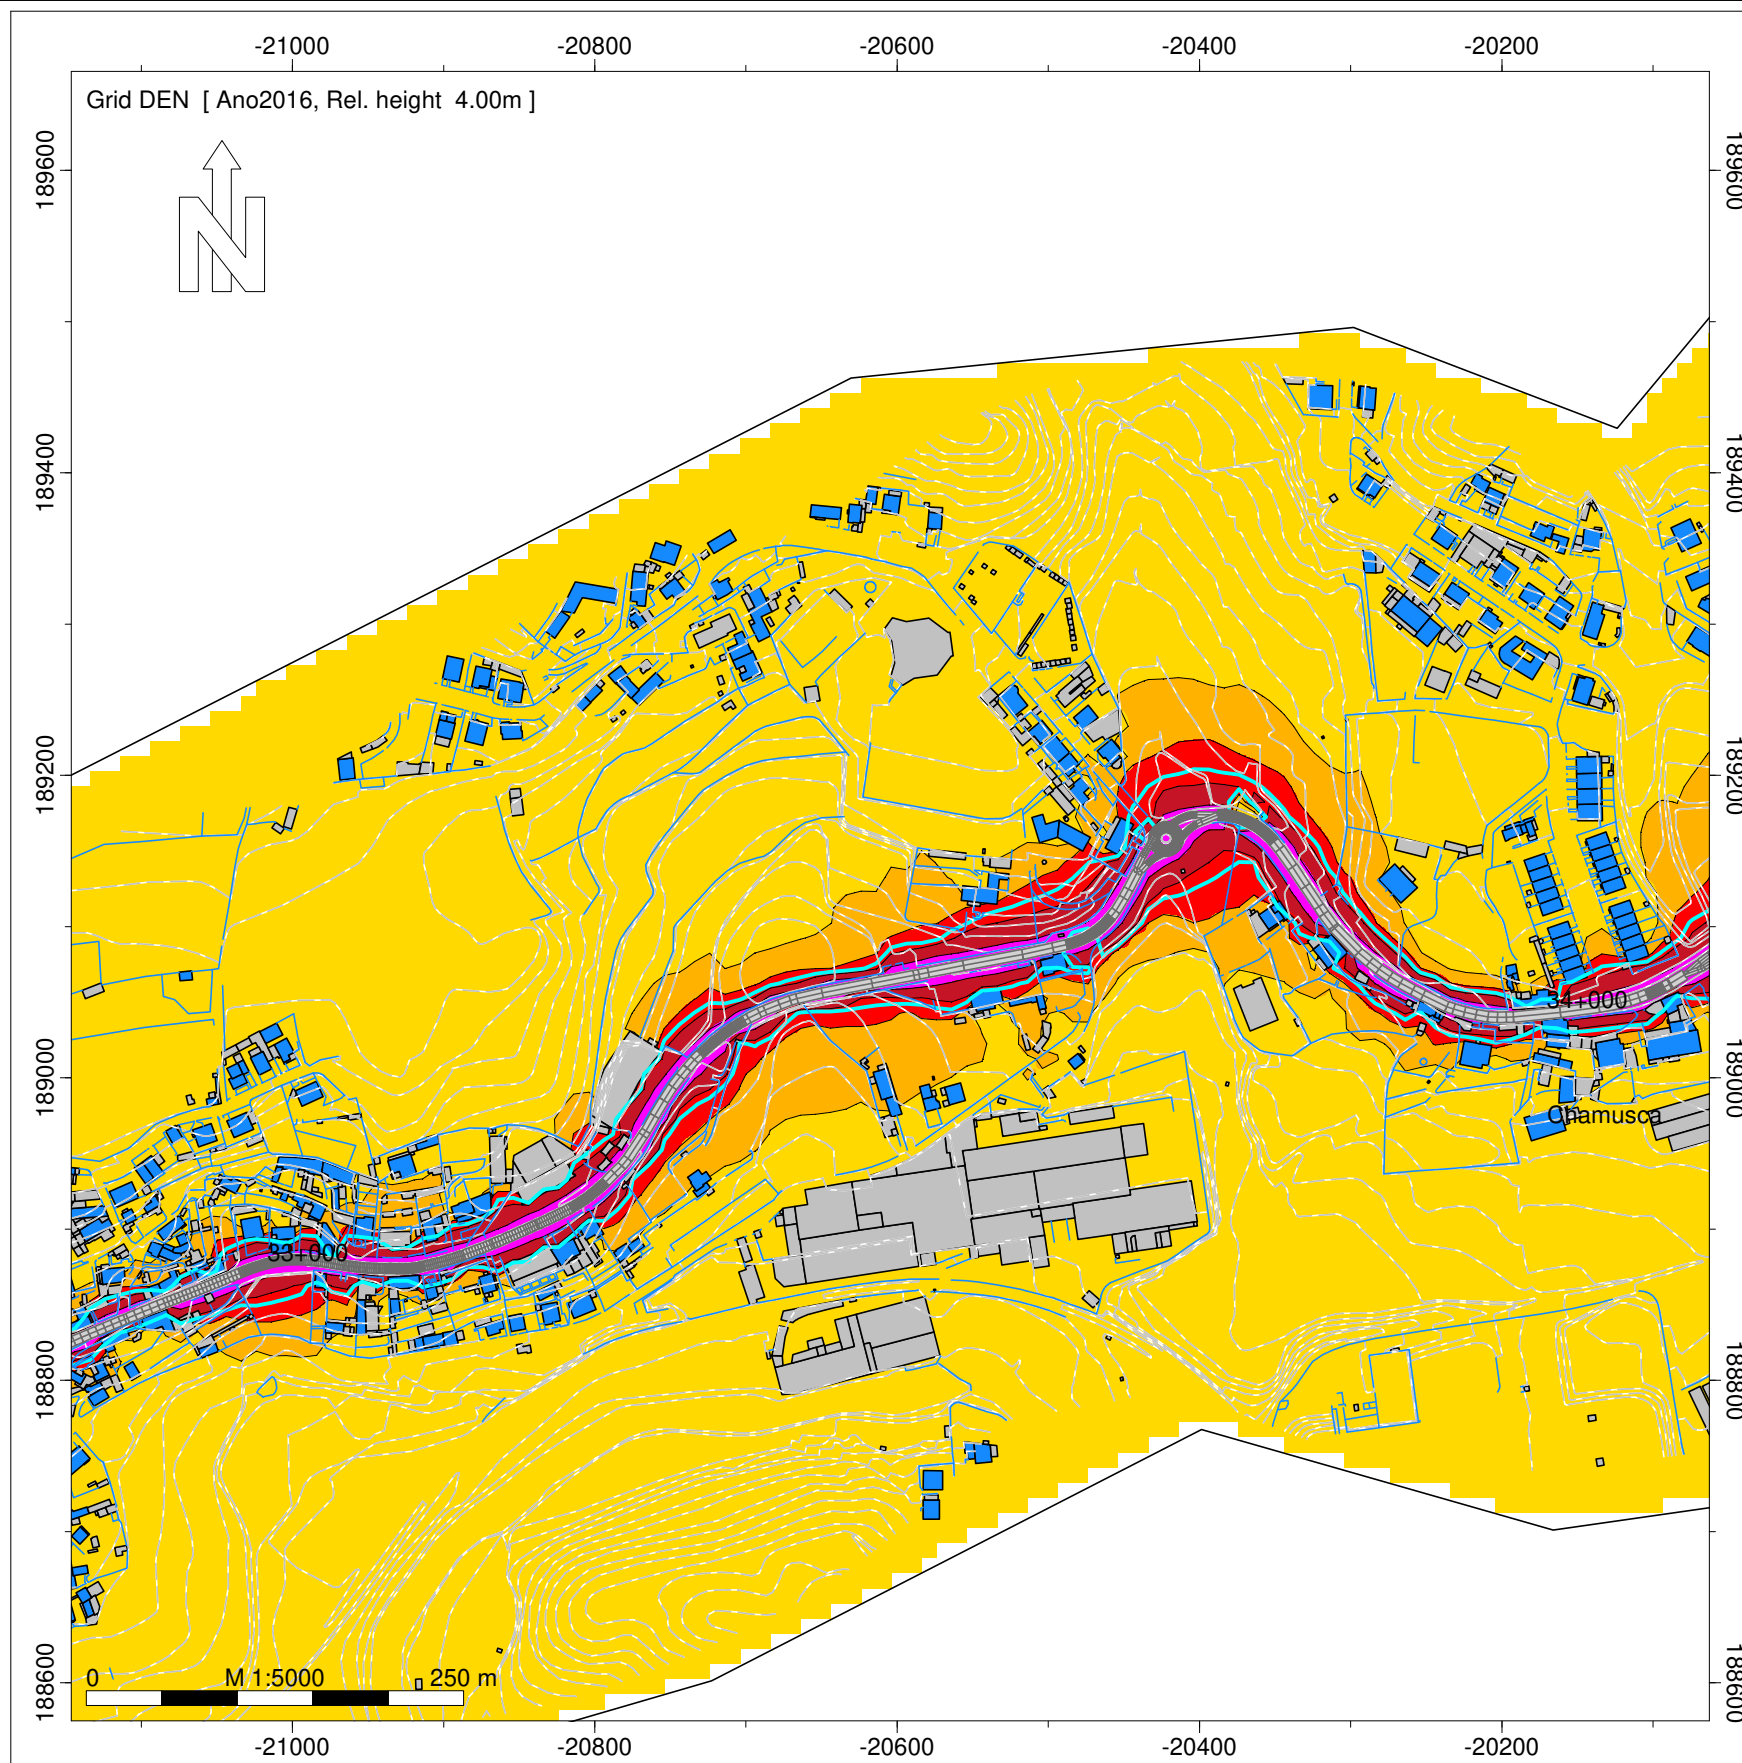 -21000 -20800 -20600 -20400 -20200
Grid DEN [ Ano2016, Rel. height 4.00m ]
N
189600 189600
189400 189400
189200 189200
34+000
189000 189000
Chamusca
33+000
188800 188800
188600 188600
0 M 1:5000 250 m
-21000 -20800 -20600 -20400 -20200